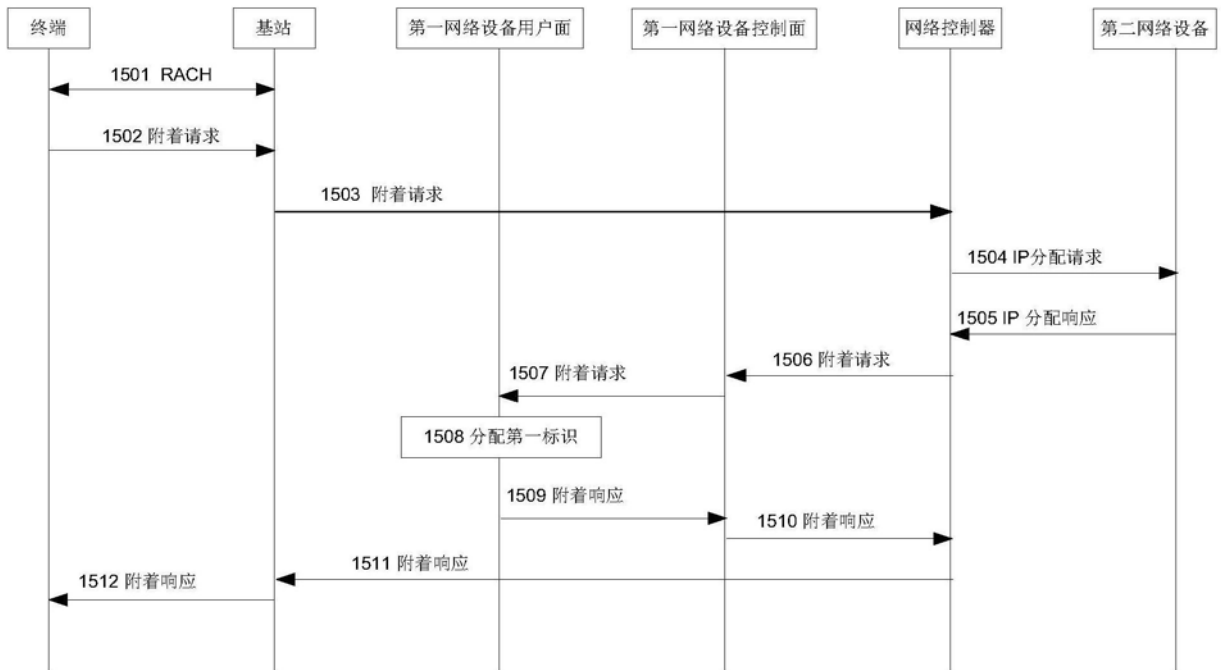 终端
基站
第一网络设备用户面
第一网络设备控制面
网络控制器
第二网络设备
1501 RACH
1502 附着请求
1503 附着请求
1504 IP分配请求
1505 IP 分配响应
1506 附着请求
1507 附着请求
1508 分配第一标识
1509 附着响应
1510 附着响应
1511 附着响应
1512 附着响应